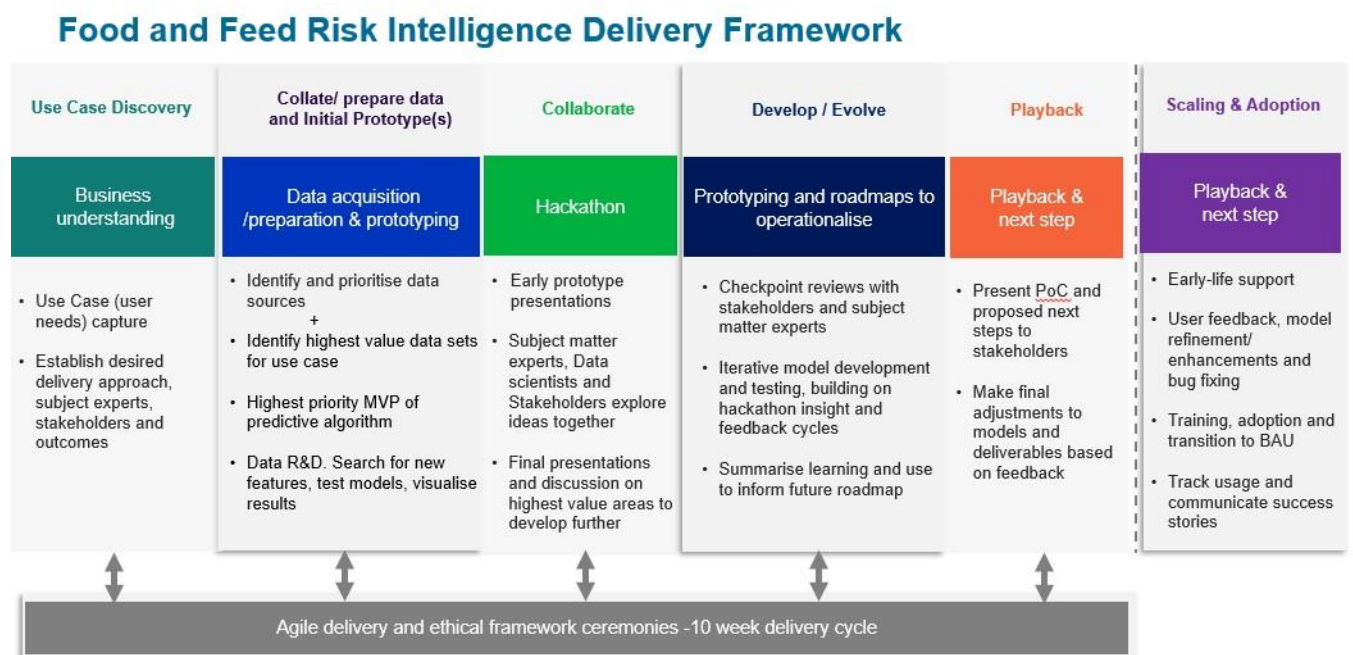 Food and Feed Risk Intelligence Delivery Framework
Use Case Discovery
Business
understanding
• Use Case (user
needs) capture
• Establish desired
delivery approach,
subject experts,
stakeholders and
outcomes
Collate/ prepare data
and Initial Prototype(s)
Data acquisition
/preparation & prototyping
• Identify and prioritise data
sources
+
• Identify highest value data sets
for use case
• Highest priority MVP of
predictive algorithm
• Data R&D. Search for new
features, test models, visualise
results
Collaborate
Hackathon
• Early prototype
presentations
• Subject matter
experts, Data
scientists and
Stakeholders explore
ideas together
• Final presentations
and discussion on
highest value areas to
develop further
Develop / Evolve
Prototyping and roadmaps to
operationalise
• Checkpoint reviews with
stakeholders and subject
matter experts
• Iterative model development
and testing, building on
hackathon insight and
feedback cycles
• Summarise learning and use
to inform future roadmap
Playback
Playback &
next step
• Present PoC and
proposed next
steps to
stakeholders
• Make final
adjustments to
models and
deliverables based
on feedback
Scaling & Adoption
Playback &
next step
• Early-life support
• User feedback, model
refinement/
enhancements and
bug fixing
• Training, adoption and
transition to BAU
• Track usage and
communicate success
stories
Agile delivery and ethical framework ceremonies -10 week delivery cycle